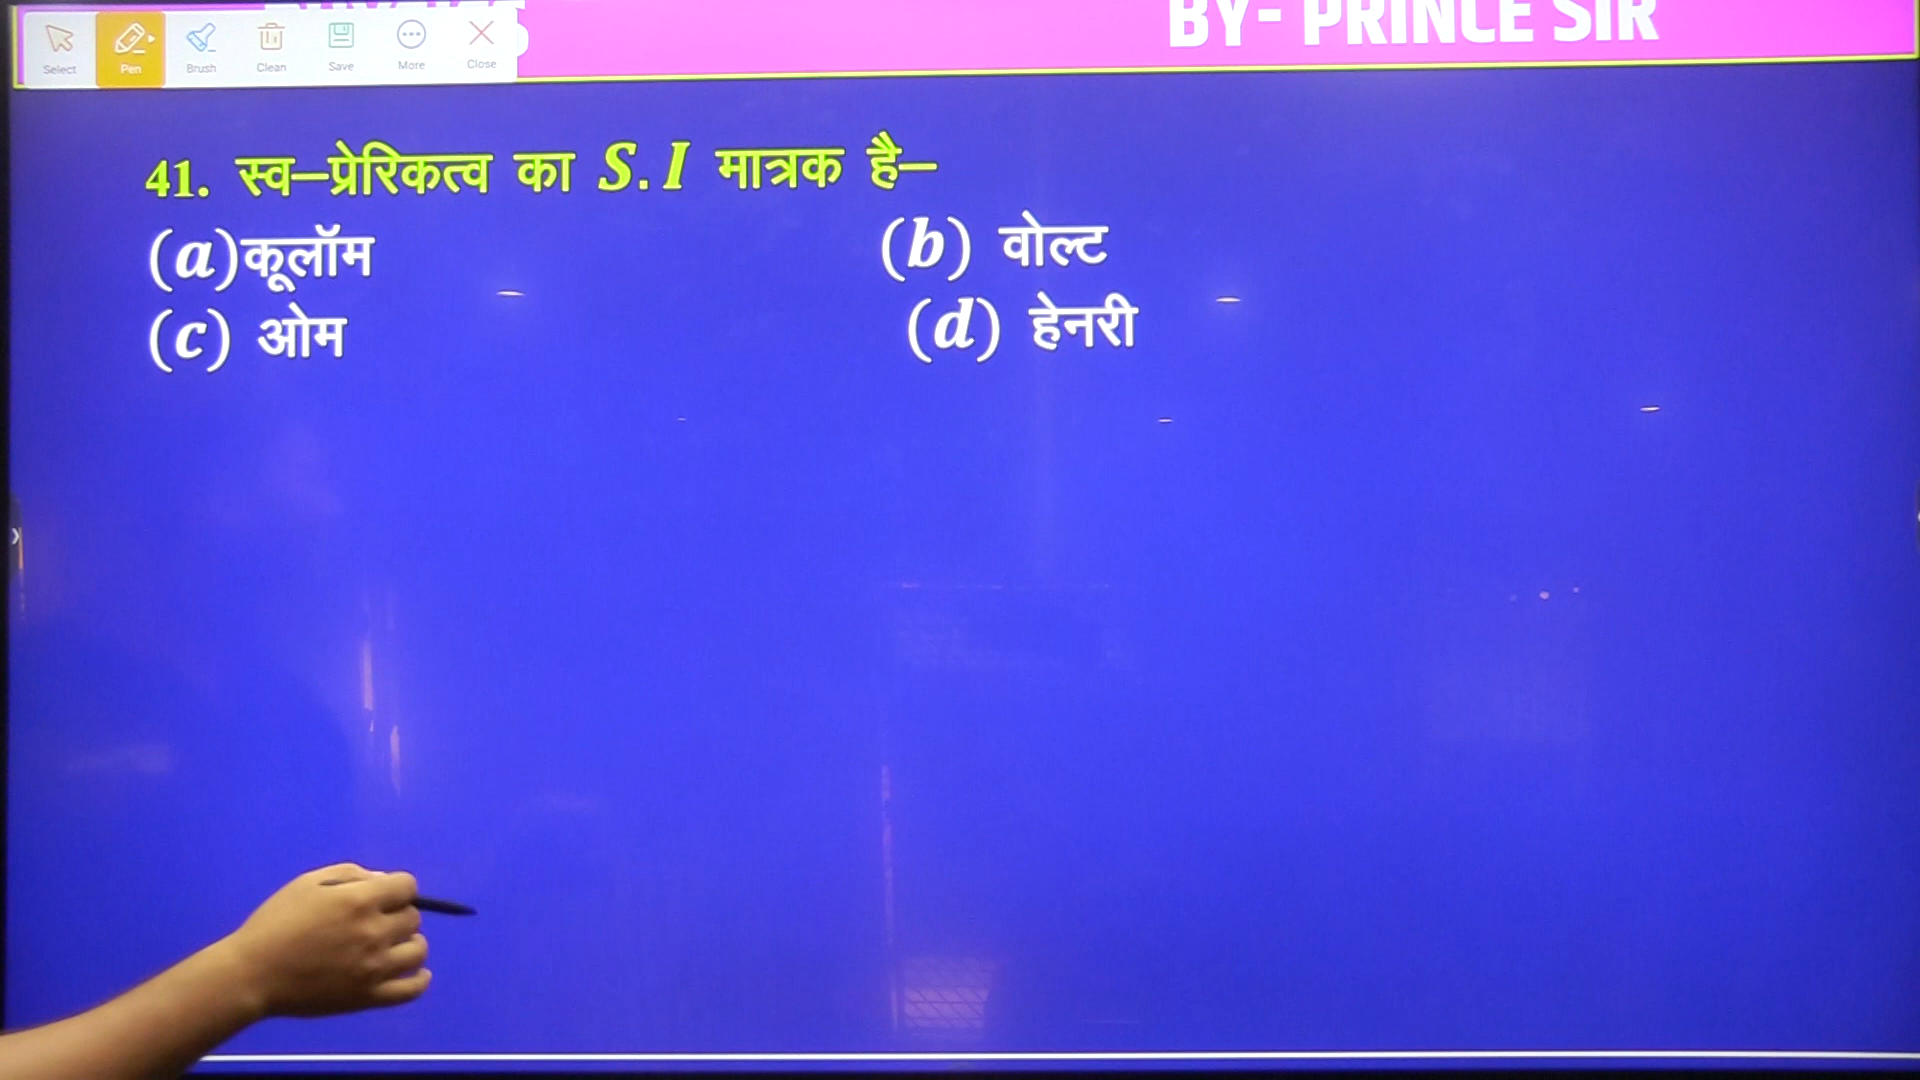 BY- PRINCE SIR
Select Pen Brush Clean Save More Close
41. स्व–प्रेरिकत्व का S.I मात्रक है–
(a)कूलॉम (b) वोल्ट
(c) ओम (d) हेनरी